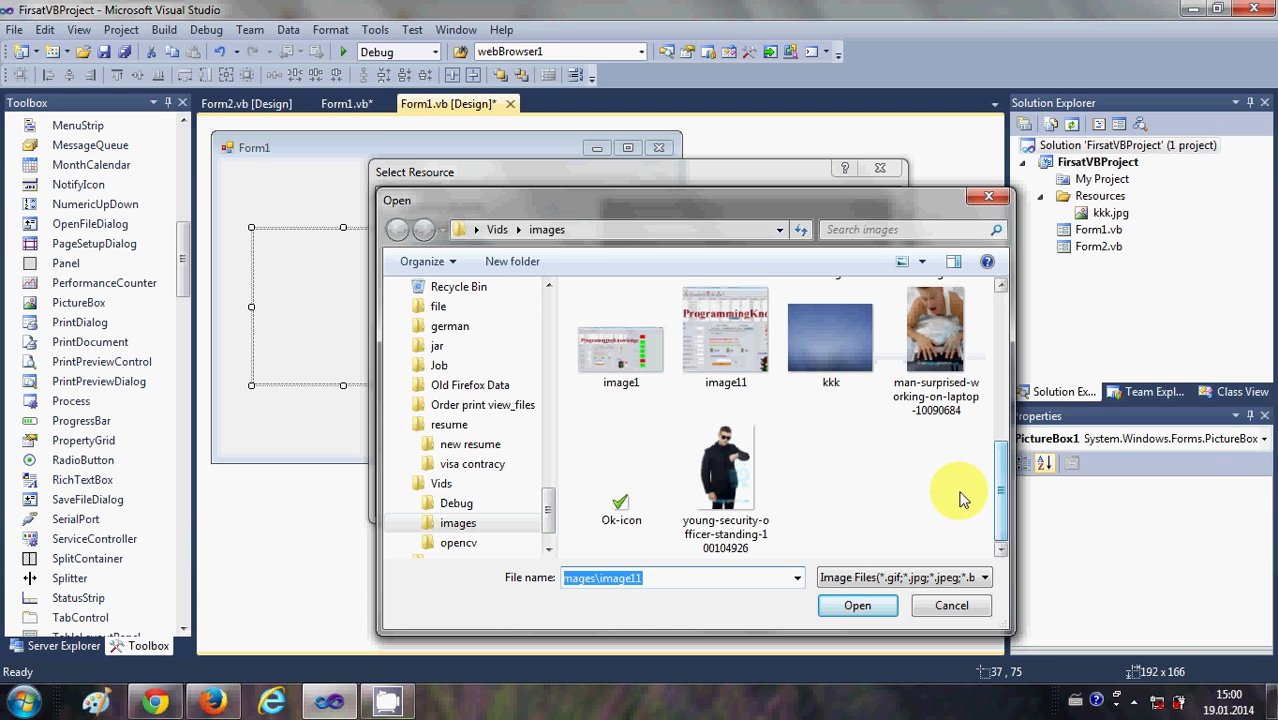 FirsatVBProject - Microsoft Visual Studio
File Edit View Project Build Debug Team Data Format Tools Test Window Help
Debug webBrowser1
Toolbox
Form2.vb [Design] Form1.vb* Form1.vb [Design]*
Solution Explorer
MenuStrip
MessageQueue
MonthCalendar
NotifyIcon
NumericUpDown
OpenFileDialog
PageSetupDialog
Panel
PerformanceCounter
PictureBox
PrintDialog
PrintDocument
PrintPreviewControl
PrintPreviewDialog
Process
ProgressBar
PropertyGrid
RadioButton
RichTextBox
SaveFileDialog
SerialPort
ServiceController
SplitContainer
Splitter
StatusStrip
TabControl
TableLayoutPanel
Server Explorer Toolbox
Form1
Select Resource
Open
Vids images
Search images
Organize New folder
Recycle Bin
file
german
jar
Job
Old Firefox Data
Order print view_files
resume
new resume
visa contracy
Vids
Debug
images
opencv
ProgrammingKnow
image1
image11
kkk
man-surprised-w
orking-on-laptop
-10090684
Ok-icon
young-security-o
fficer-standing-1
00104926
File name: mages\image11
Image Files(*.gif;*.jpg;*.jpeg;*.b
Open Cancel
Solution 'FirsatVBProject' (1 project)
FirsatVBProject
My Project
Resources
kkk.jpg
Form1.vb
Form2.vb
Solution Ex... Team Expl... Class View
Properties
PictureBox1 System.Windows.Forms.PictureBox
Ready
37 , 75
192 x 166
15:00
19.01.2014